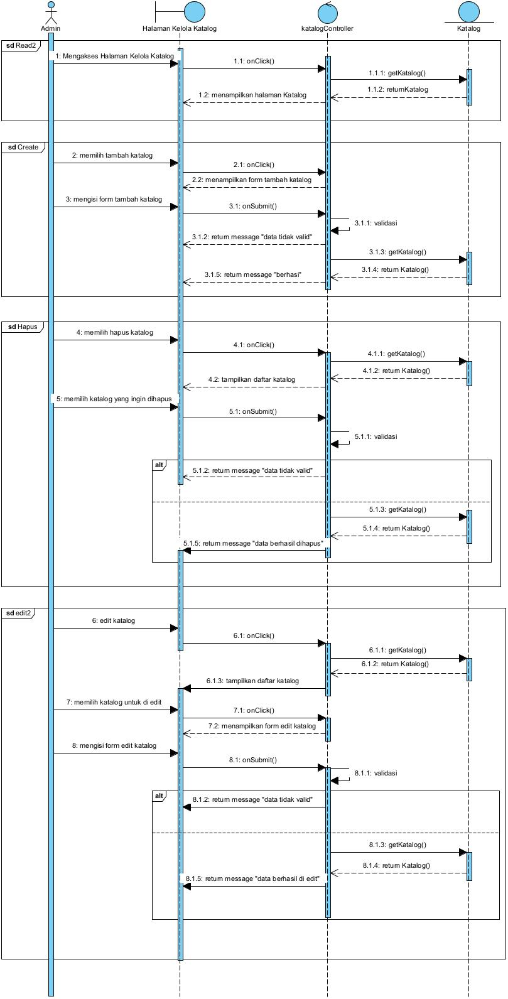 Admin
Halaman Kelola Katalog
katalogController
Katalog
sd Read2
1: Mengakses Halaman Kelola Katalog
1.1: onClick()
1.1.1: getKatalog()
1.1.2: returnKatalog
1.2: menampilkan halaman Katalog
sd Create
2: memilih tambah katalog
2.1: onClick()
2.2: menampilkan form tambah katalog
3: mengisi form tambah katalog
3.1: onSubmit()
3.1.1: validasi
3.1.2: return message "data tidak valid"
3.1.3: getKatalog()
3.1.4: return Katalog()
3.1.5: return message "berhasi"
sd Hapus
4: memilih hapus katalog
4.1: onClick()
4.1.1: getKatalog()
4.1.2: return Katalog()
4.2: tampilkan daftar katalog
5: memilih katalog yang ingin dihapus
5.1: onSubmit()
5.1.1: validasi
alt
5.1.2: return message "data tidak valid"
5.1.3: getKatalog()
5.1.4: return Katalog()
5.1.5: return message "data berhasil dihapus"
sd edit2
6: edit katalog
6.1: onClick()
6.1.1: getKatalog()
6.1.2: return Katalog()
6.1.3: tampilkan daftar katalog
7: memilih katalog untuk di edit
7.1: onClick()
7.2: menampilkan form edit katalog
8: mengisi form edit katalog
8.1: onSubmit()
8.1.1: validasi
alt
8.1.2: return message "data tidak valid"
8.1.3: getKatalog()
8.1.4: return Katalog()
8.1.5: return message "data berhasil di edit"